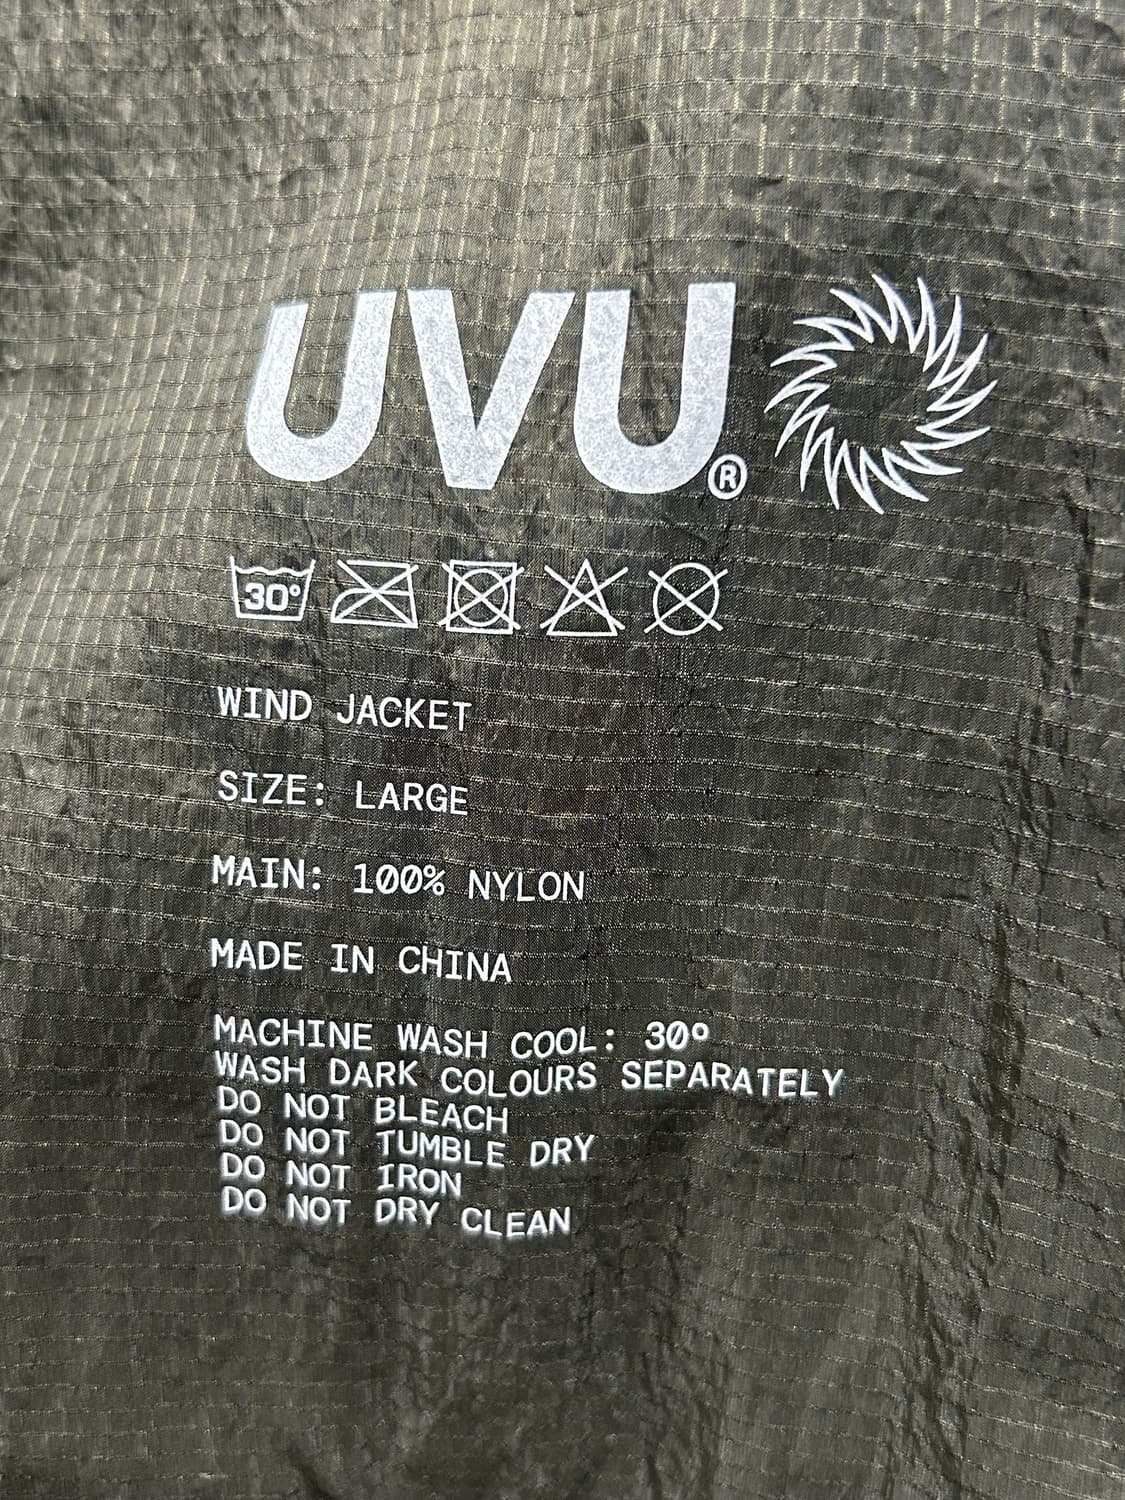 UVU®
30°
WIND JACKET
SIZE: LARGE
MAIN: 100% NYLON
MADE IN CHINA
MACHINE WASH COOL: 30°
WASH DARK COLOURS SEPARATELY
DO NOT BLEACH
DO NOT TUMBLE DRY
DO NOT IRON
DO NOT DRY CLEAN